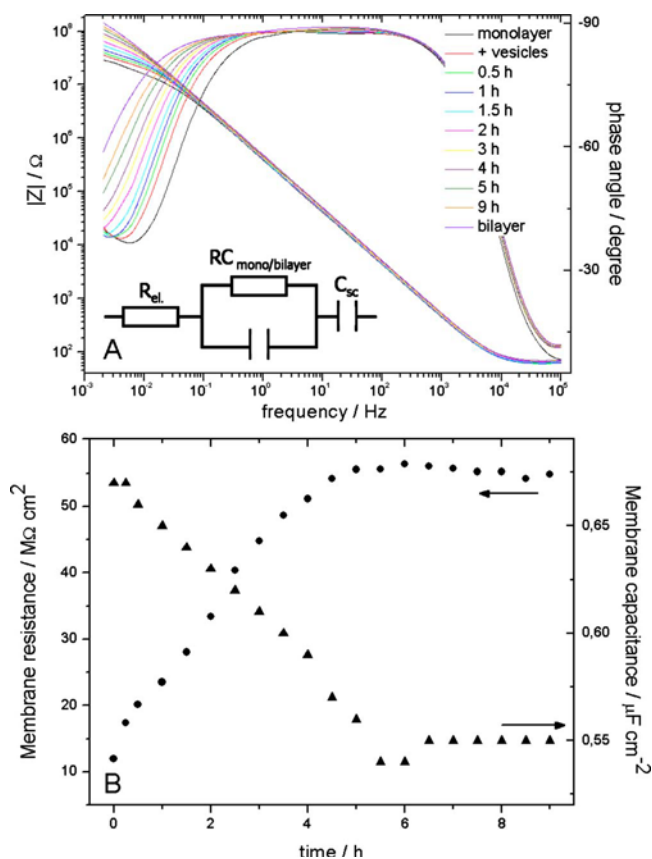 10⁸
10⁷
10⁶
10⁵
10⁴
10³
10²
|Z| / Ω
-90
-70
-50
-30
phase angle / degree
monolayer
+ vesicles
0.5 h
1 h
1.5 h
2 h
3 h
4 h
5 h
9 h
bilayer
R_el.
RC_mono/bilayer
C_sc
A
10⁻³ 10⁻² 10⁻¹ 10⁰ 10¹ 10² 10³ 10⁴ 10⁵
frequency / Hz
60
50
40
30
20
10
Membrane resistance / MΩ cm²
0,65
0,60
0,55
Membrane capacitance / µF cm⁻²
B
0 2 4 6 8
time / h